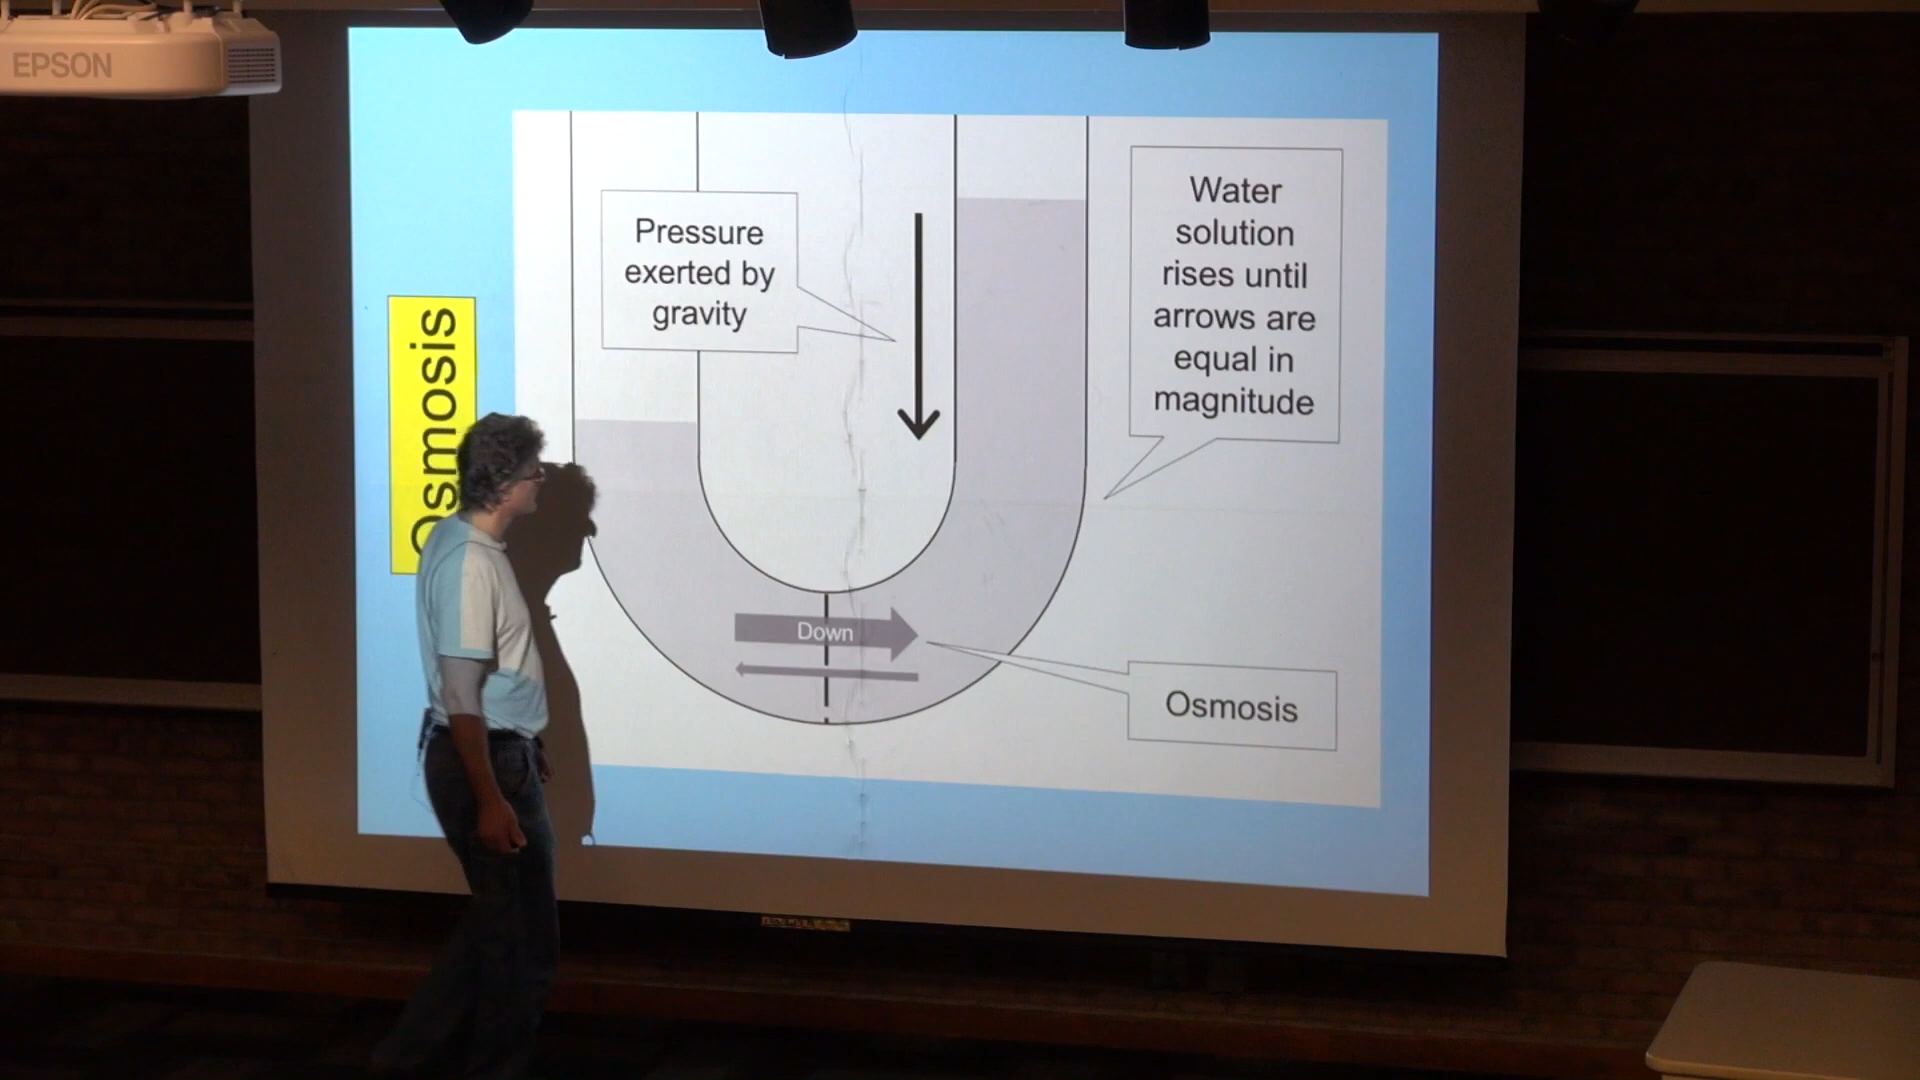 EPSON
Osmosis
Pressure
exerted by
gravity
Water
solution
rises until
arrows are
equal in
magnitude
Down
Osmosis